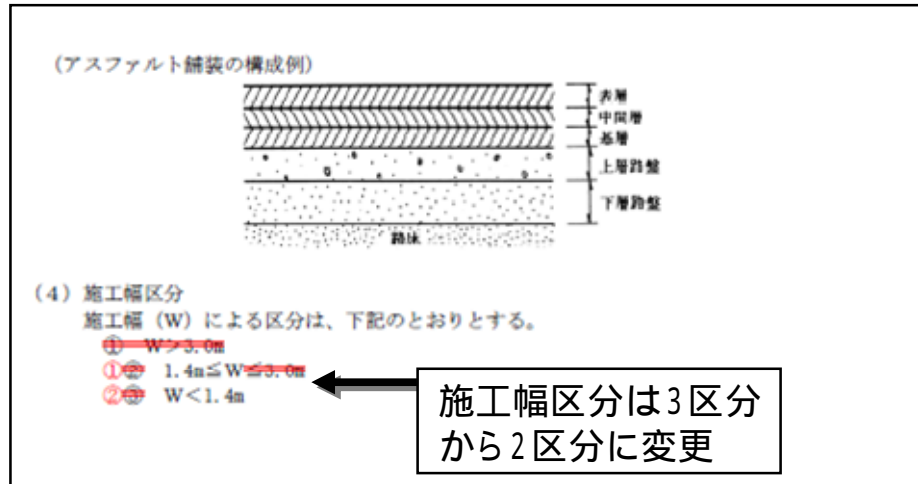 (アスファルト舗装の構成例)
表層
中間層
基層
上層路盤
下層路盤
路床
(4)施工幅区分
施工幅(W)による区分は、下記のとおりとする。
① W>3.0m
①② 1.4m≦W≦3.0m
②③ W<1.4m
施工幅区分は3区分
から2区分に変更